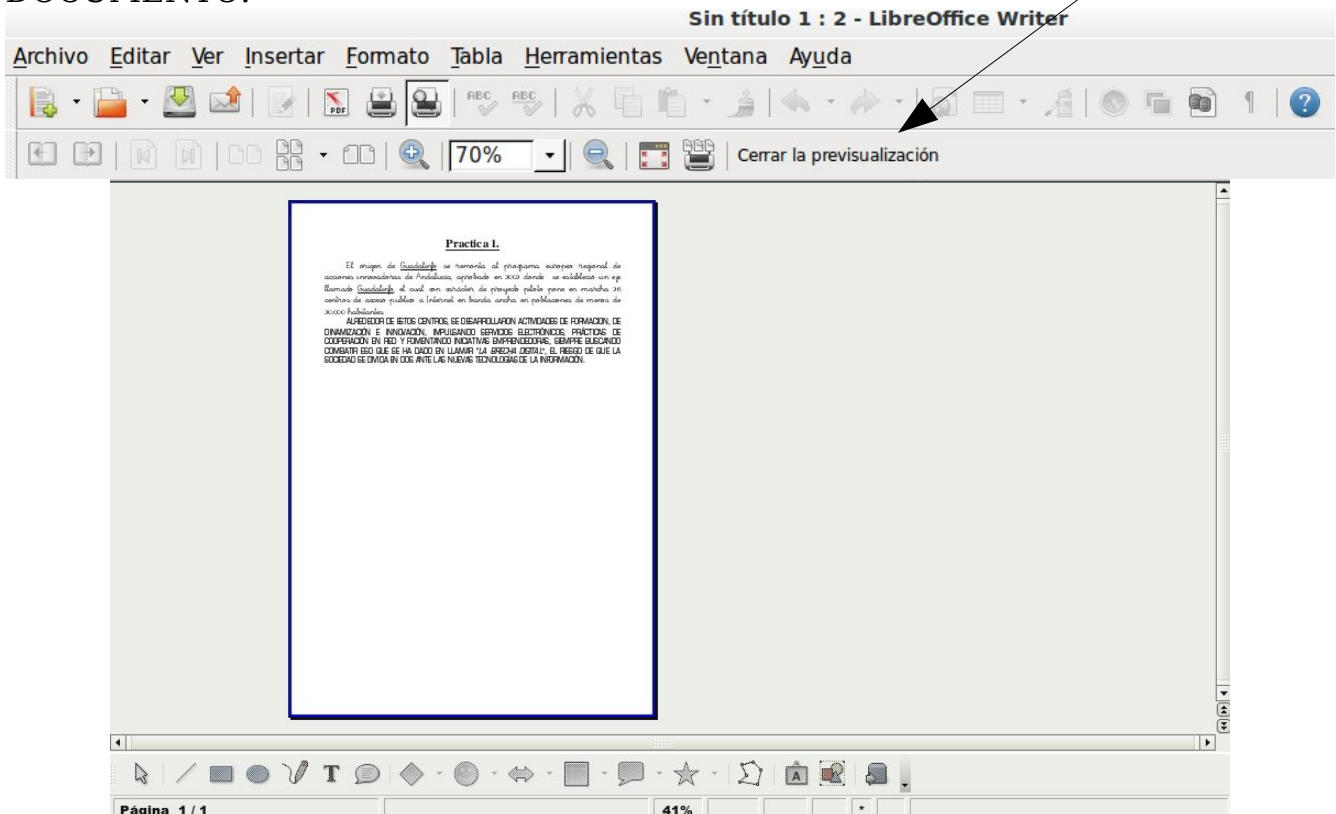 DOCUMENTO.
Sin título 1 : 2 - LibreOffice Writer
Archivo Editar Ver Insertar Formato Tabla Herramientas Ventana Ayuda
PDF ABC ABC ¶ ?
70% Cerrar la previsualización
Practica 1.
El origen de Guadalinfo se remonta al programa europeo regional de
acciones innovadoras de Andalucia, aprobado en donde se estableció un eje
llamado Guadalinfo, el cual con carácter de proyecto piloto pone en marcha 26
centros de acceso publico a Internet en banda ancha en poblaciones de menos de
habitantes
ALREDEDOR DE ESTOS CENTROS, SE DESARROLLARON ACTIVIDADES DE FORMACION, DE
DINAMIZACIÓN E INNOVACIÓN, IMPULSANDO SERVICIOS ELECTRÓNICOS, PRÁCTICAS DE
COOPERACIÓN EN RED Y FOMENTANDO INICIATIVAS EMPRENDEDORAS, SIEMPRE BUSCANDO
COMBATIR ESO QUE SE HA DADO EN LLAMAR "LA BRECHA DIGITAL", EL RIESGO DE QUE LA
SOCIEDAD SE DIVIDA EN DOS ANTE LAS NUEVAS TECNOLOGÍAS DE LA INFORMACIÓN.
T A
Página 1 / 1 41% *